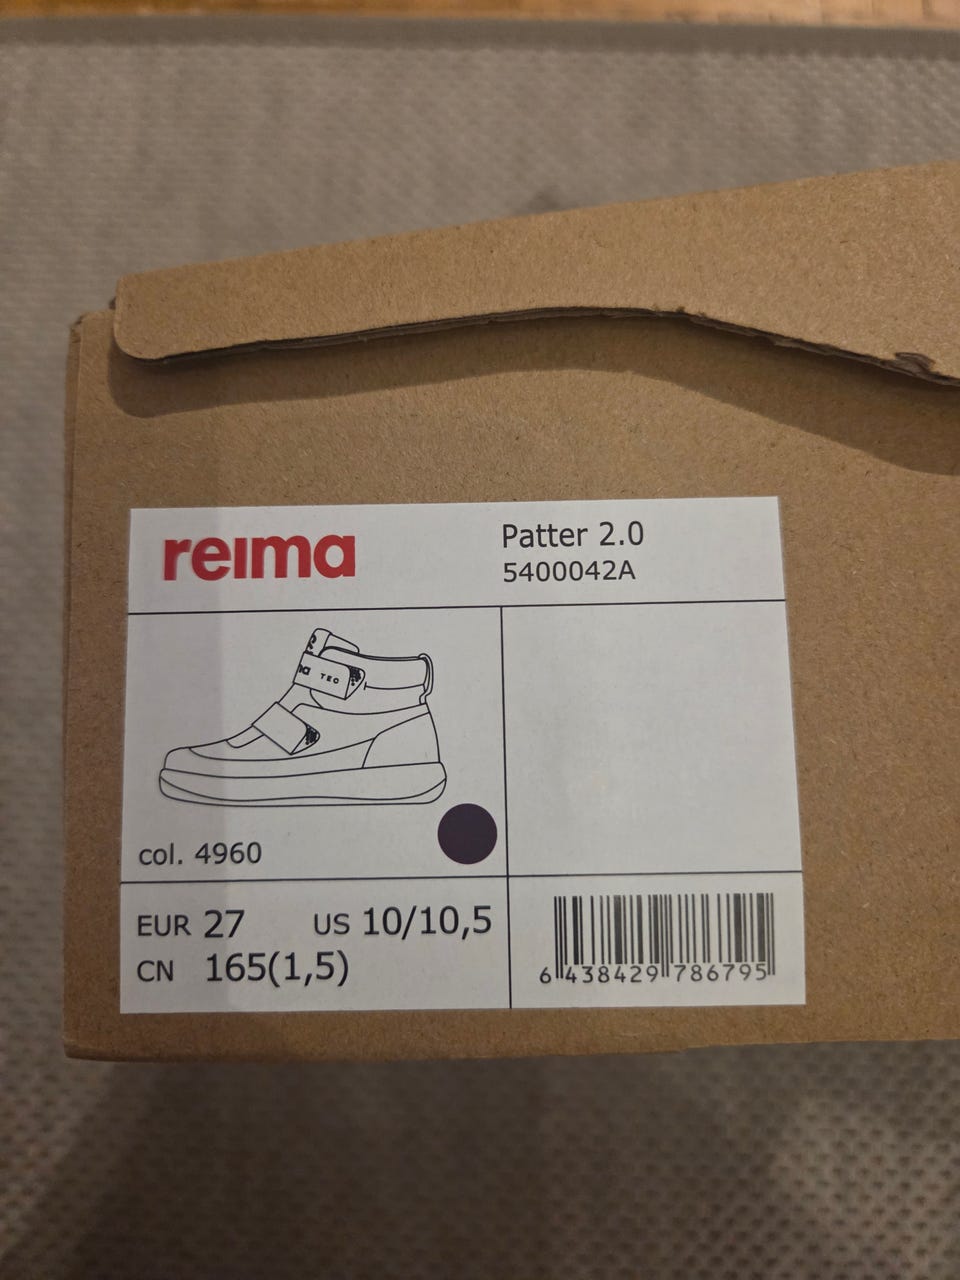 reima
Patter 2.0
5400042A
TEC
col. 4960
EUR 27 US 10/10,5
CN 165(1,5)
6 438429 786795